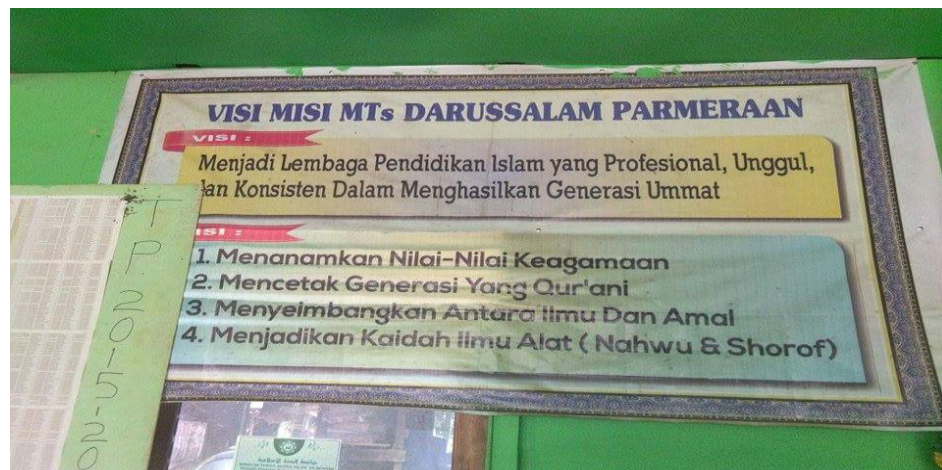 VISI MISI MTs DARUSSALAM PARMERAAN
VISI :
Menjadi Lembaga Pendidikan Islam yang Profesional, Unggul,
Konsisten Dalam Menghasilkan Generasi Ummat
1. Menanamkan Nilai-Nilai Keagamaan
2. Mencetak Generasi Yang Qur'ani
3. Menyeimbangkan Antara Ilmu Dan Amal
4. Menjadikan Kaidah Ilmu Alat ( Nahwu & Shorof)
TP 2015-20